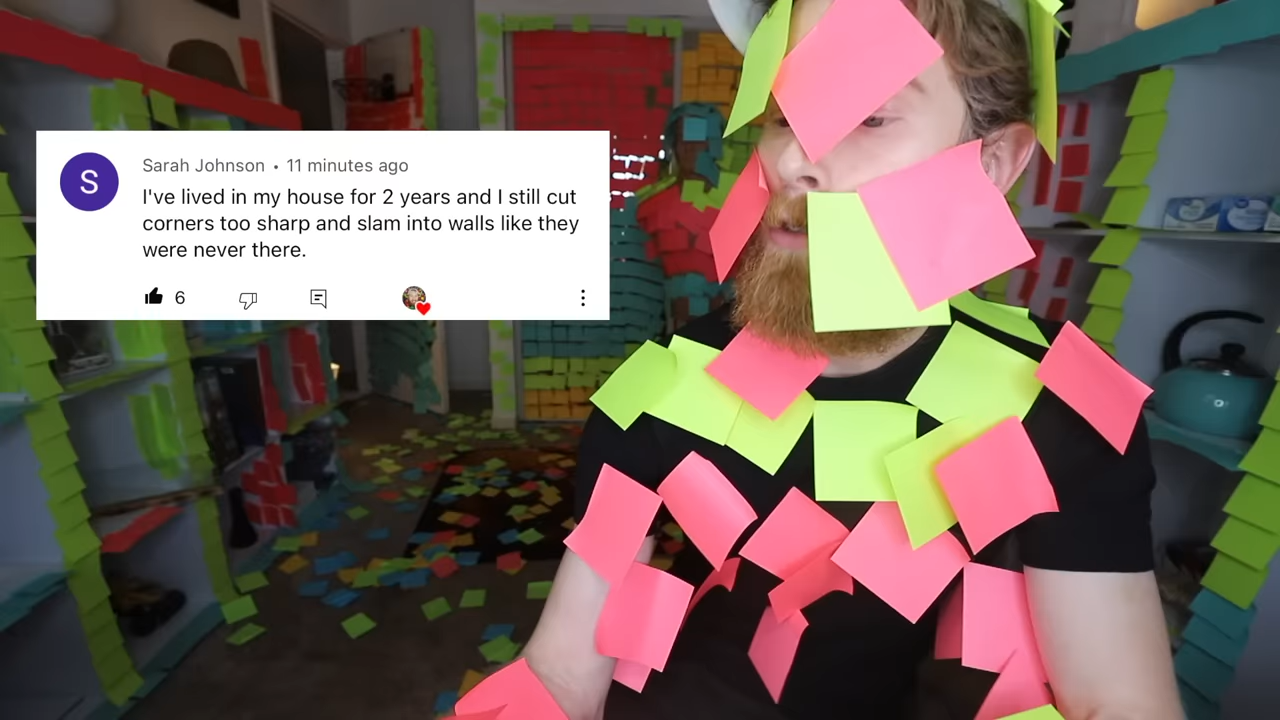 S
Sarah Johnson • 11 minutes ago
I've lived in my house for 2 years and I still cut
corners too sharp and slam into walls like they
were never there.
6